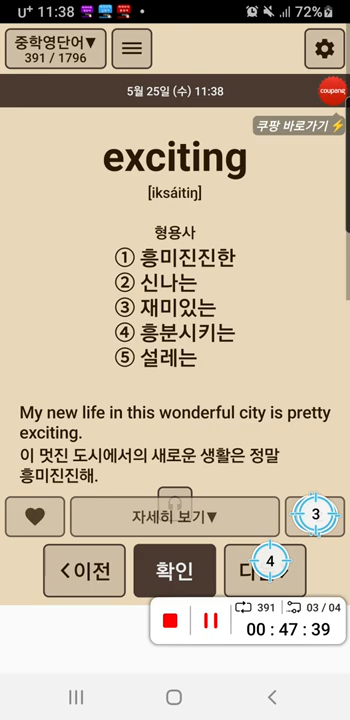 U+ 11:38 72%
중학영단어▼
391 / 1796
5월 25일 (수) 11:38
coupang
쿠팡 바로가기⚡
exciting
[iksáitiŋ]
형용사
① 흥미진진한
② 신나는
③ 재미있는
④ 흥분시키는
⑤ 설레는
My new life in this wonderful city is pretty
exciting.
이 멋진 도시에서의 새로운 생활은 정말
흥미진진해.
자세히 보기▼
3
<이전
확인
4
391 03 / 04
00 : 47 : 39